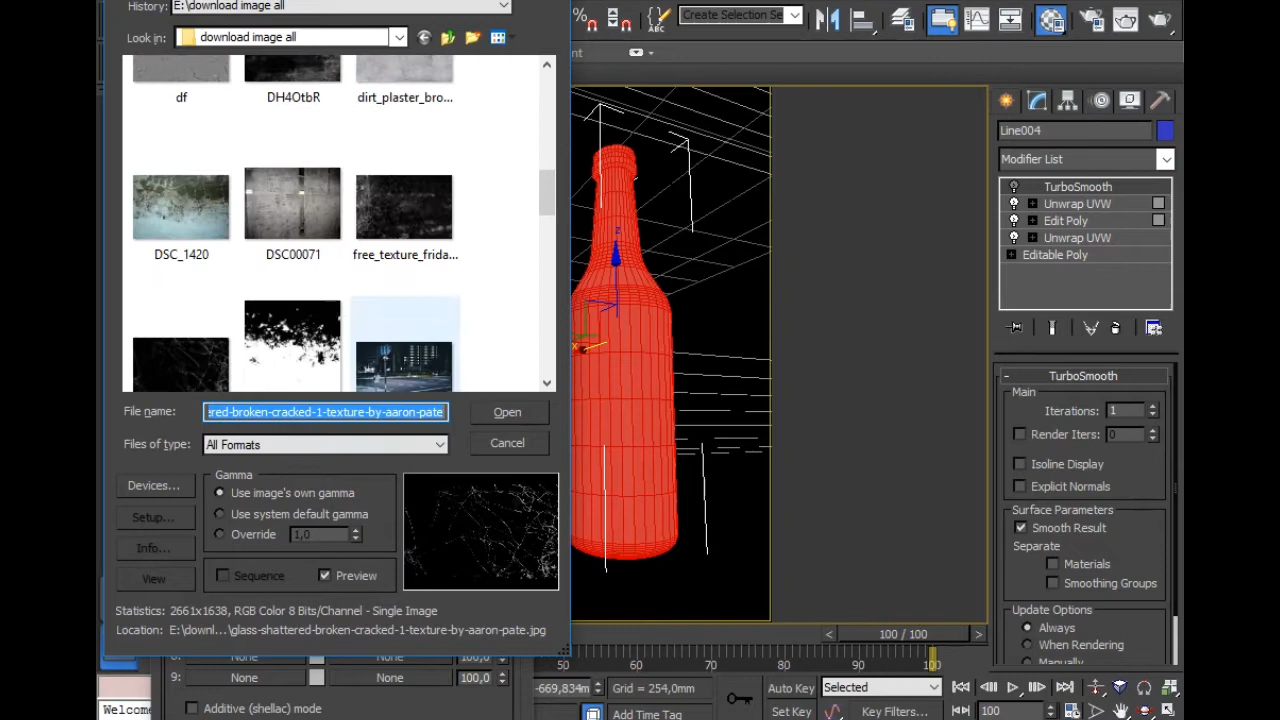 History: E:\download image all
Create Selection Se
ABC
Look in: download image all
df DH4OtbR dirt_plaster_bro...
DSC_1420 DSC00071 free_texture_frida...
File name: red-broken-cracked-1-texture-by-aaron-pate Open
Files of type: All Formats Cancel
Devices...
Setup...
Info...
View
Gamma
Use image's own gamma
Use system default gamma
Override 1,0
Sequence Preview
Statistics: 2661x1638, RGB Color 8 Bits/Channel - Single Image
Location: E:\downl...\glass-shattered-broken-cracked-1-texture-by-aaron-pate.jpg
z
x
Line004
Modifier List
TurboSmooth
+ Unwrap UVW
+ Edit Poly
+ Unwrap UVW
+ Editable Poly
- TurboSmooth
Main
Iterations: 1
Render Iters: 0
Isoline Display
Explicit Normals
Surface Parameters
Smooth Result
Separate
Materials
Smoothing Groups
Update Options
Always
When Rendering
Manually
< 100 / 100 >
50 60 70 80 90 100
None None 100,0
9: None None 100,0
Additive (shellac) mode
Welcome
-669,834m Grid = 254,0mm
Add Time Tag
Auto Key Selected
Set Key Key Filters...
100